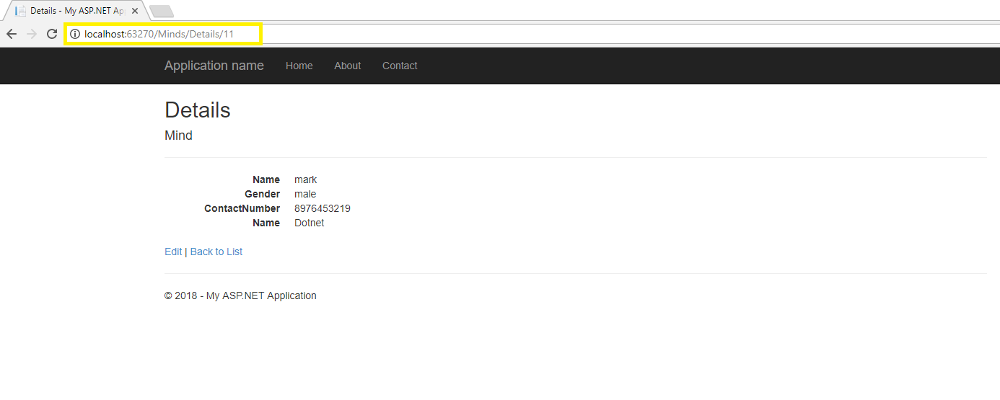 Details - My ASP.NET Ap
localhost:63270/Minds/Details/11
Application name Home About Contact
Details
Mind
Name mark
Gender male
ContactNumber 8976453219
Name Dotnet
Edit | Back to List
© 2018 - My ASP.NET Application